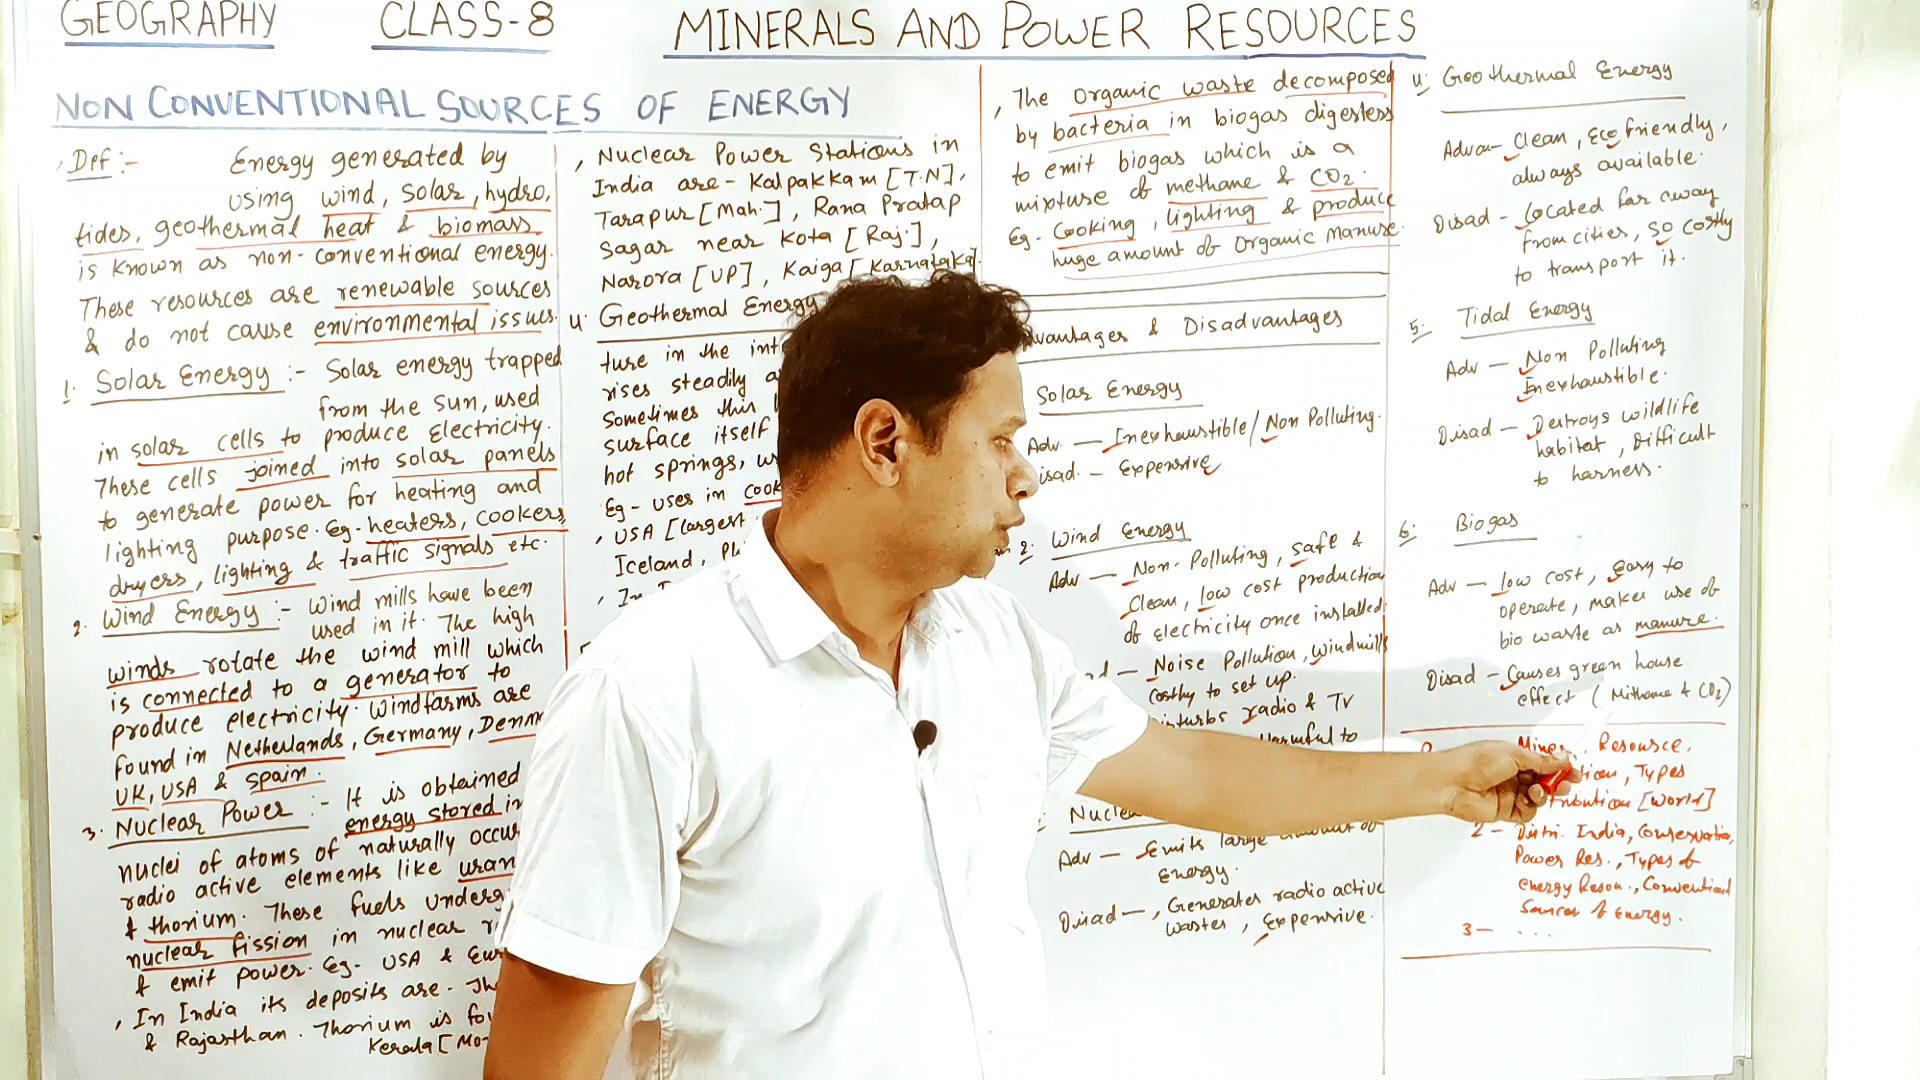 GEOGRAPHY CLASS-8 MINERALS AND POWER RESOURCES
NON CONVENTIONAL SOURCES OF ENERGY
Def :- Energy generated by
using wind, solar, hydro,
tides, geothermal heat & biomass
is known as non-conventional energy.
These resources are renewable sources
& do not cause environmental issues.
1. Solar Energy :- Solar energy trapped
from the sun, used
in solar cells to produce electricity.
These cells joined into solar panels
to generate power for heating and
lighting purpose. Eg- heaters, cookers,
dryers, lighting & traffic signals etc.
2. Wind Energy :- Wind mills have been
used in it. The high
winds rotate the wind mill which
is connected to a generator to
produce electricity. Windfarms are
found in Netherlands, Germany, Denm
UK, USA & Spain.
3. Nuclear Power :- It is obtained
energy stored in
nuclei of atoms of naturally occur
radio active elements like uran
& thorium. These fuels underg
nuclear fission in nuclear r
& emit power. Eg- USA & Eur
, In India its deposits are - Jh
& Rajasthan. Thorium is fo
Kerala [Mo
, Nuclear Power Stations in
India are - Kalpakkam [T.N],
Tarapur [Mah.], Rana Pratap
Sagar near Kota [Raj.],
Narora [UP], Kaiga [Karnataka].
4. Geothermal Energy
ture in the int
rises steadily a
Sometimes this
surface itself
hot springs,
Eg- uses in cook
, USA [largest
Iceland, Ph
, In I
, The organic waste decomposed
by bacteria in biogas digesters
to emit biogas which is a
mixture of methane & CO2.
Eg- Cooking, lighting & produce
huge amount of Organic Manure.
vantages & Disadvantages
Solar Energy
Adv. — Inexhaustible/Non Polluting.
isad. — Expensive
2. Wind Energy
Adv — Non-Polluting, safe &
Clean, low cost production
of electricity once installed.
d — Noise Pollution, windmills
costly to set up.
isturbs radio & TV
harmful to
Nuclea
Adv — Emits large amount of
Energy.
Disad —, Generates radio active
wastes, Expensive.
4. Geothermal Energy
Advan- Clean, Eco friendly,
always available.
Disad - Located far away
from cities, so costly
to transport it.
5. Tidal Energy
Adv — Non Polluting
Inexhaustible.
Disad — Destroys wildlife
habitat, Difficult
to harness.
6. Biogas
Adv — low cost, easy to
operate, makes use of
bio waste as manure.
Disad - Causes green house
effect (Mithane & CO2)
Mine Resource,
tion, Types
tribution [World]
2 - Distri. India, Conservation,
Power Res., Types of
energy Resou., Conventional
Sources of Energy.
3 — ...